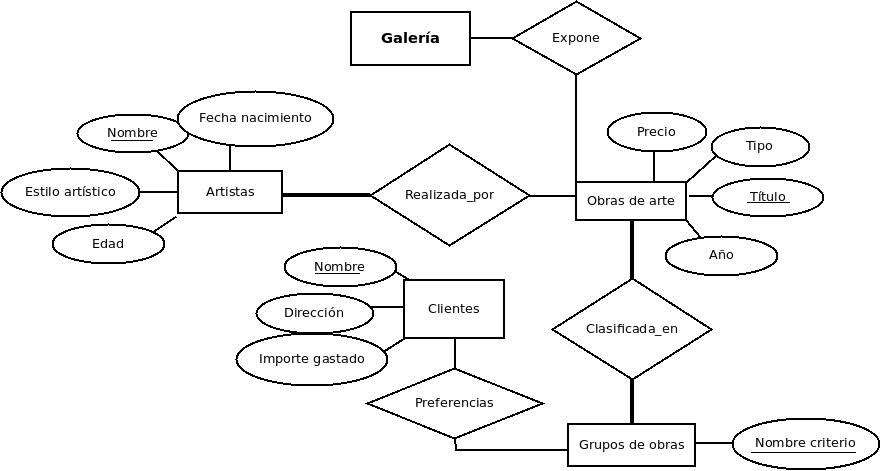 Galería
Expone
Nombre
Fecha nacimiento
Precio
Tipo
Estilo artístico
Artistas
Realizada_por
Obras de arte
Título
Edad
Año
Nombre
Clientes
Dirección
Clasificada_en
Importe gastado
Preferencias
Grupos de obras
Nombre criterio